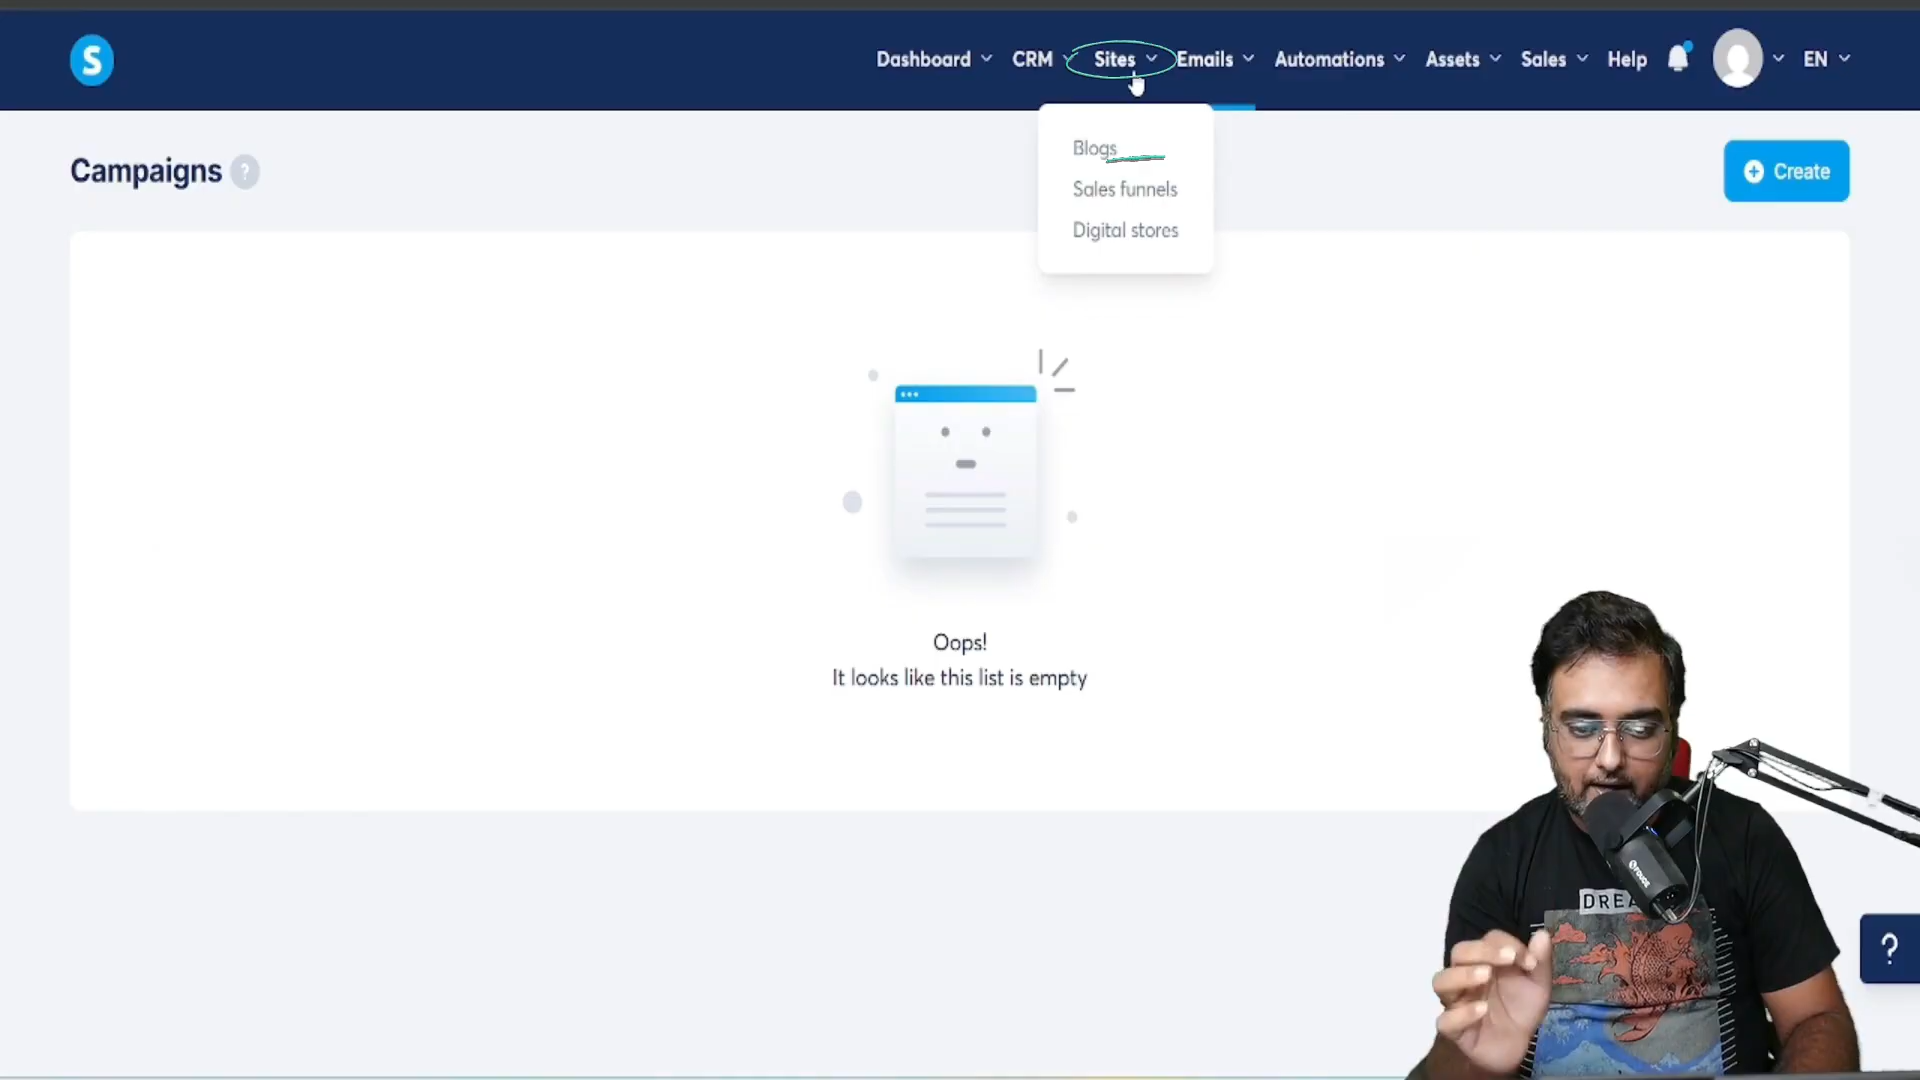 S
Dashboard CRM Sites Emails Automations Assets Sales Help EN
Blogs
Sales funnels
Digital stores
Campaigns ?
Create
Oops!
It looks like this list is empty
DREA
?